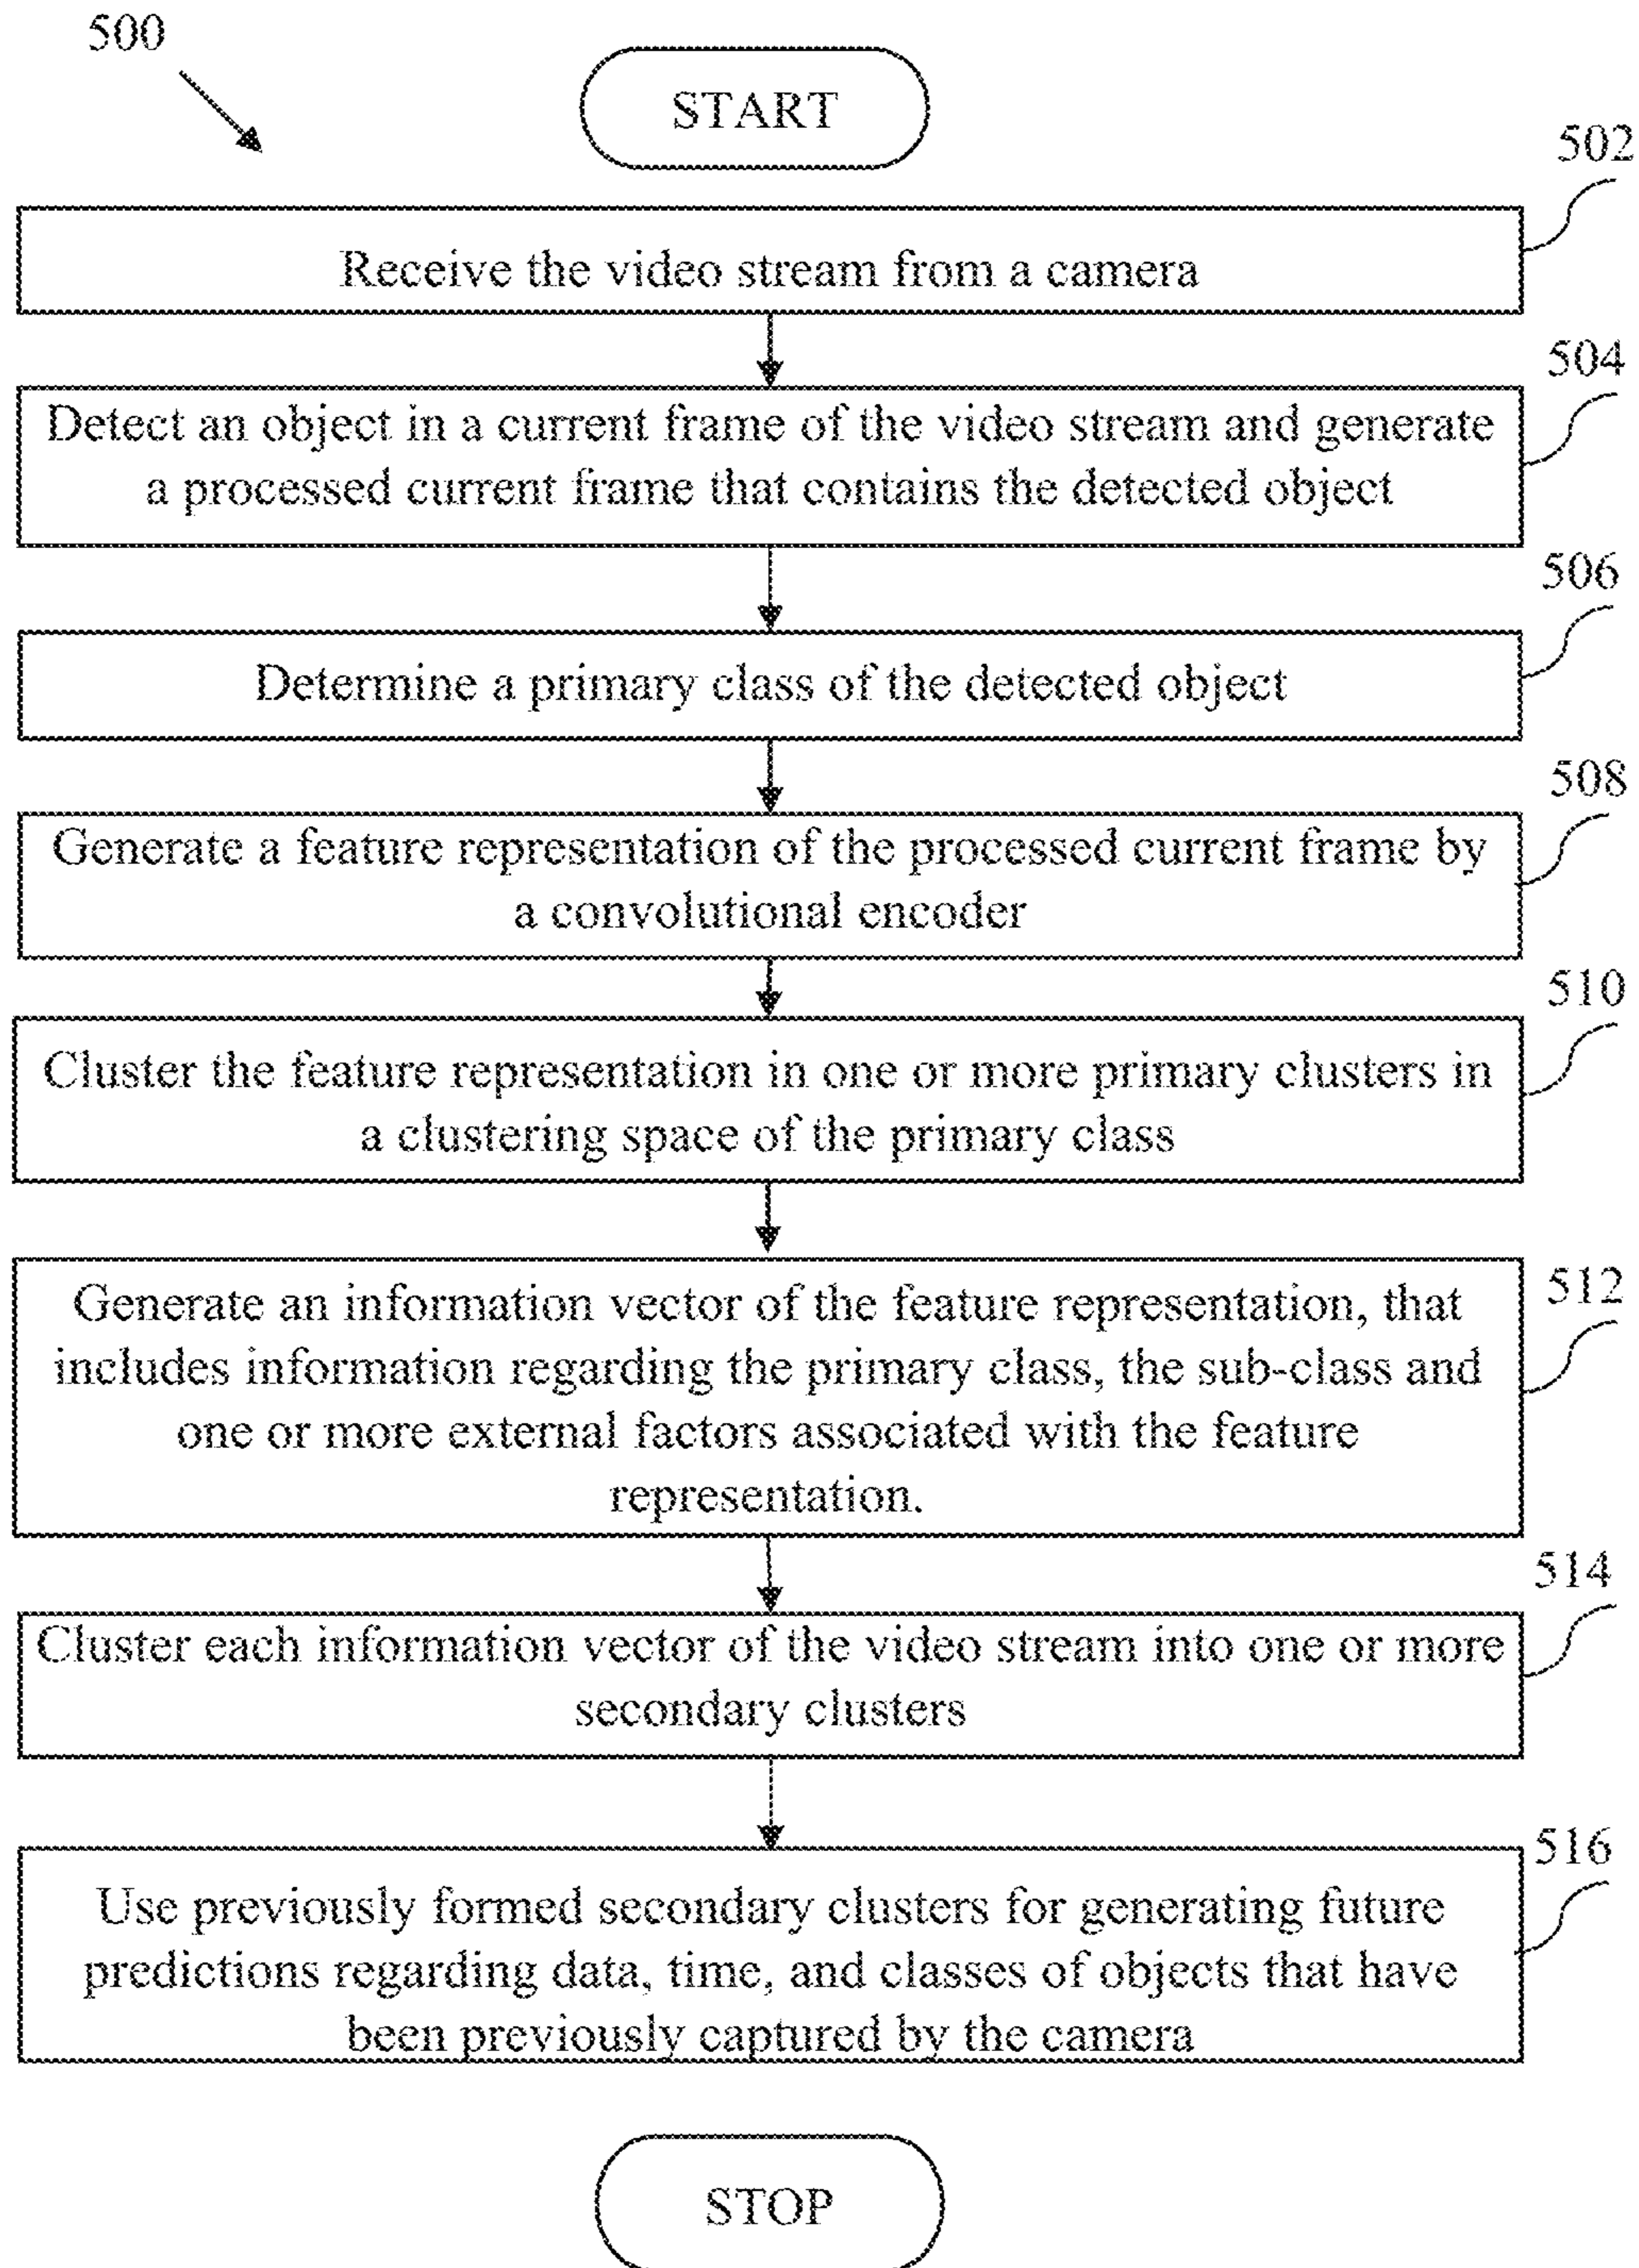 500
START
502
Receive the video stream from a camera
504
Detect an object in a current frame of the video stream and generate
a processed current frame that contains the detected object
506
Determine a primary class of the detected object
508
Generate a feature representation of the processed current frame by
a convolutional encoder
510
Cluster the feature representation in one or more primary clusters in
a clustering space of the primary class
512
Generate an information vector of the feature representation, that
includes information regarding the primary class, the sub-class and
one or more external factors associated with the feature
representation.
514
Cluster each information vector of the video stream into one or more
secondary clusters
516
Use previously formed secondary clusters for generating future
predictions regarding data, time, and classes of objects that have
been previously captured by the camera
STOP